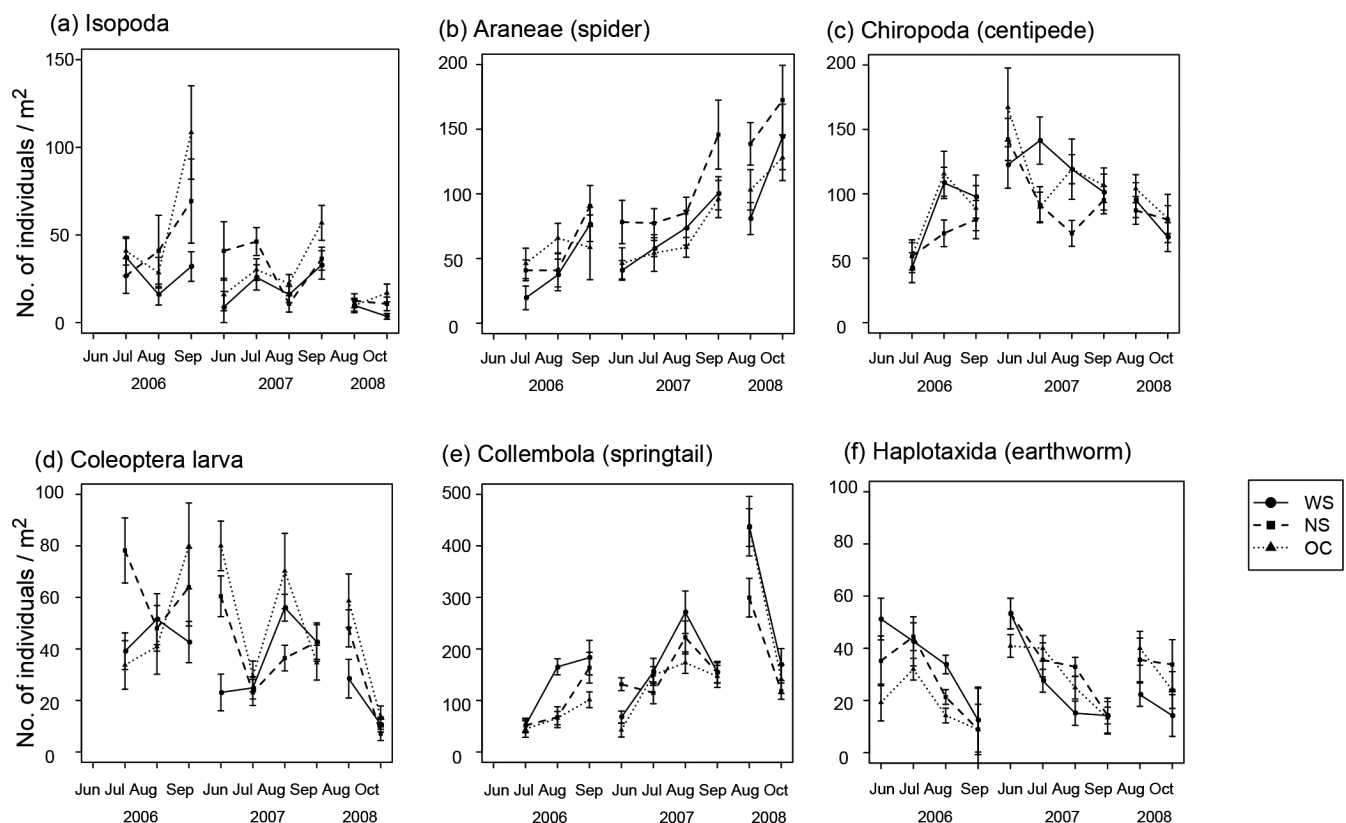 (a) Isopoda
(b) Araneae (spider)
(c) Chiropoda (centipede)
No. of individuals / m2
150
100
50
0
200
150
100
50
0
200
150
100
50
0
Jun Jul Aug Sep Jun Jul Aug Sep Aug Oct
2006 2007 2008
Jun Jul Aug Sep Jun Jul Aug Sep Aug Oct
2006 2007 2008
Jun Jul Aug Sep Jun Jul Aug Sep Aug Oct
2006 2007 2008
(d) Coleoptera larva
(e) Collembola (springtail)
(f) Haplotaxida (earthworm)
No. of individuals / m2
100
80
60
40
20
0
500
400
300
200
100
0
100
80
60
40
20
0
Jun Jul Aug Sep Jun Jul Aug Sep Aug Oct
2006 2007 2008
Jun Jul Aug Sep Jun Jul Aug Sep Aug Oct
2006 2007 2008
Jun Jul Aug Sep Jun Jul Aug Sep Aug Oct
2006 2007 2008
WS
NS
OC